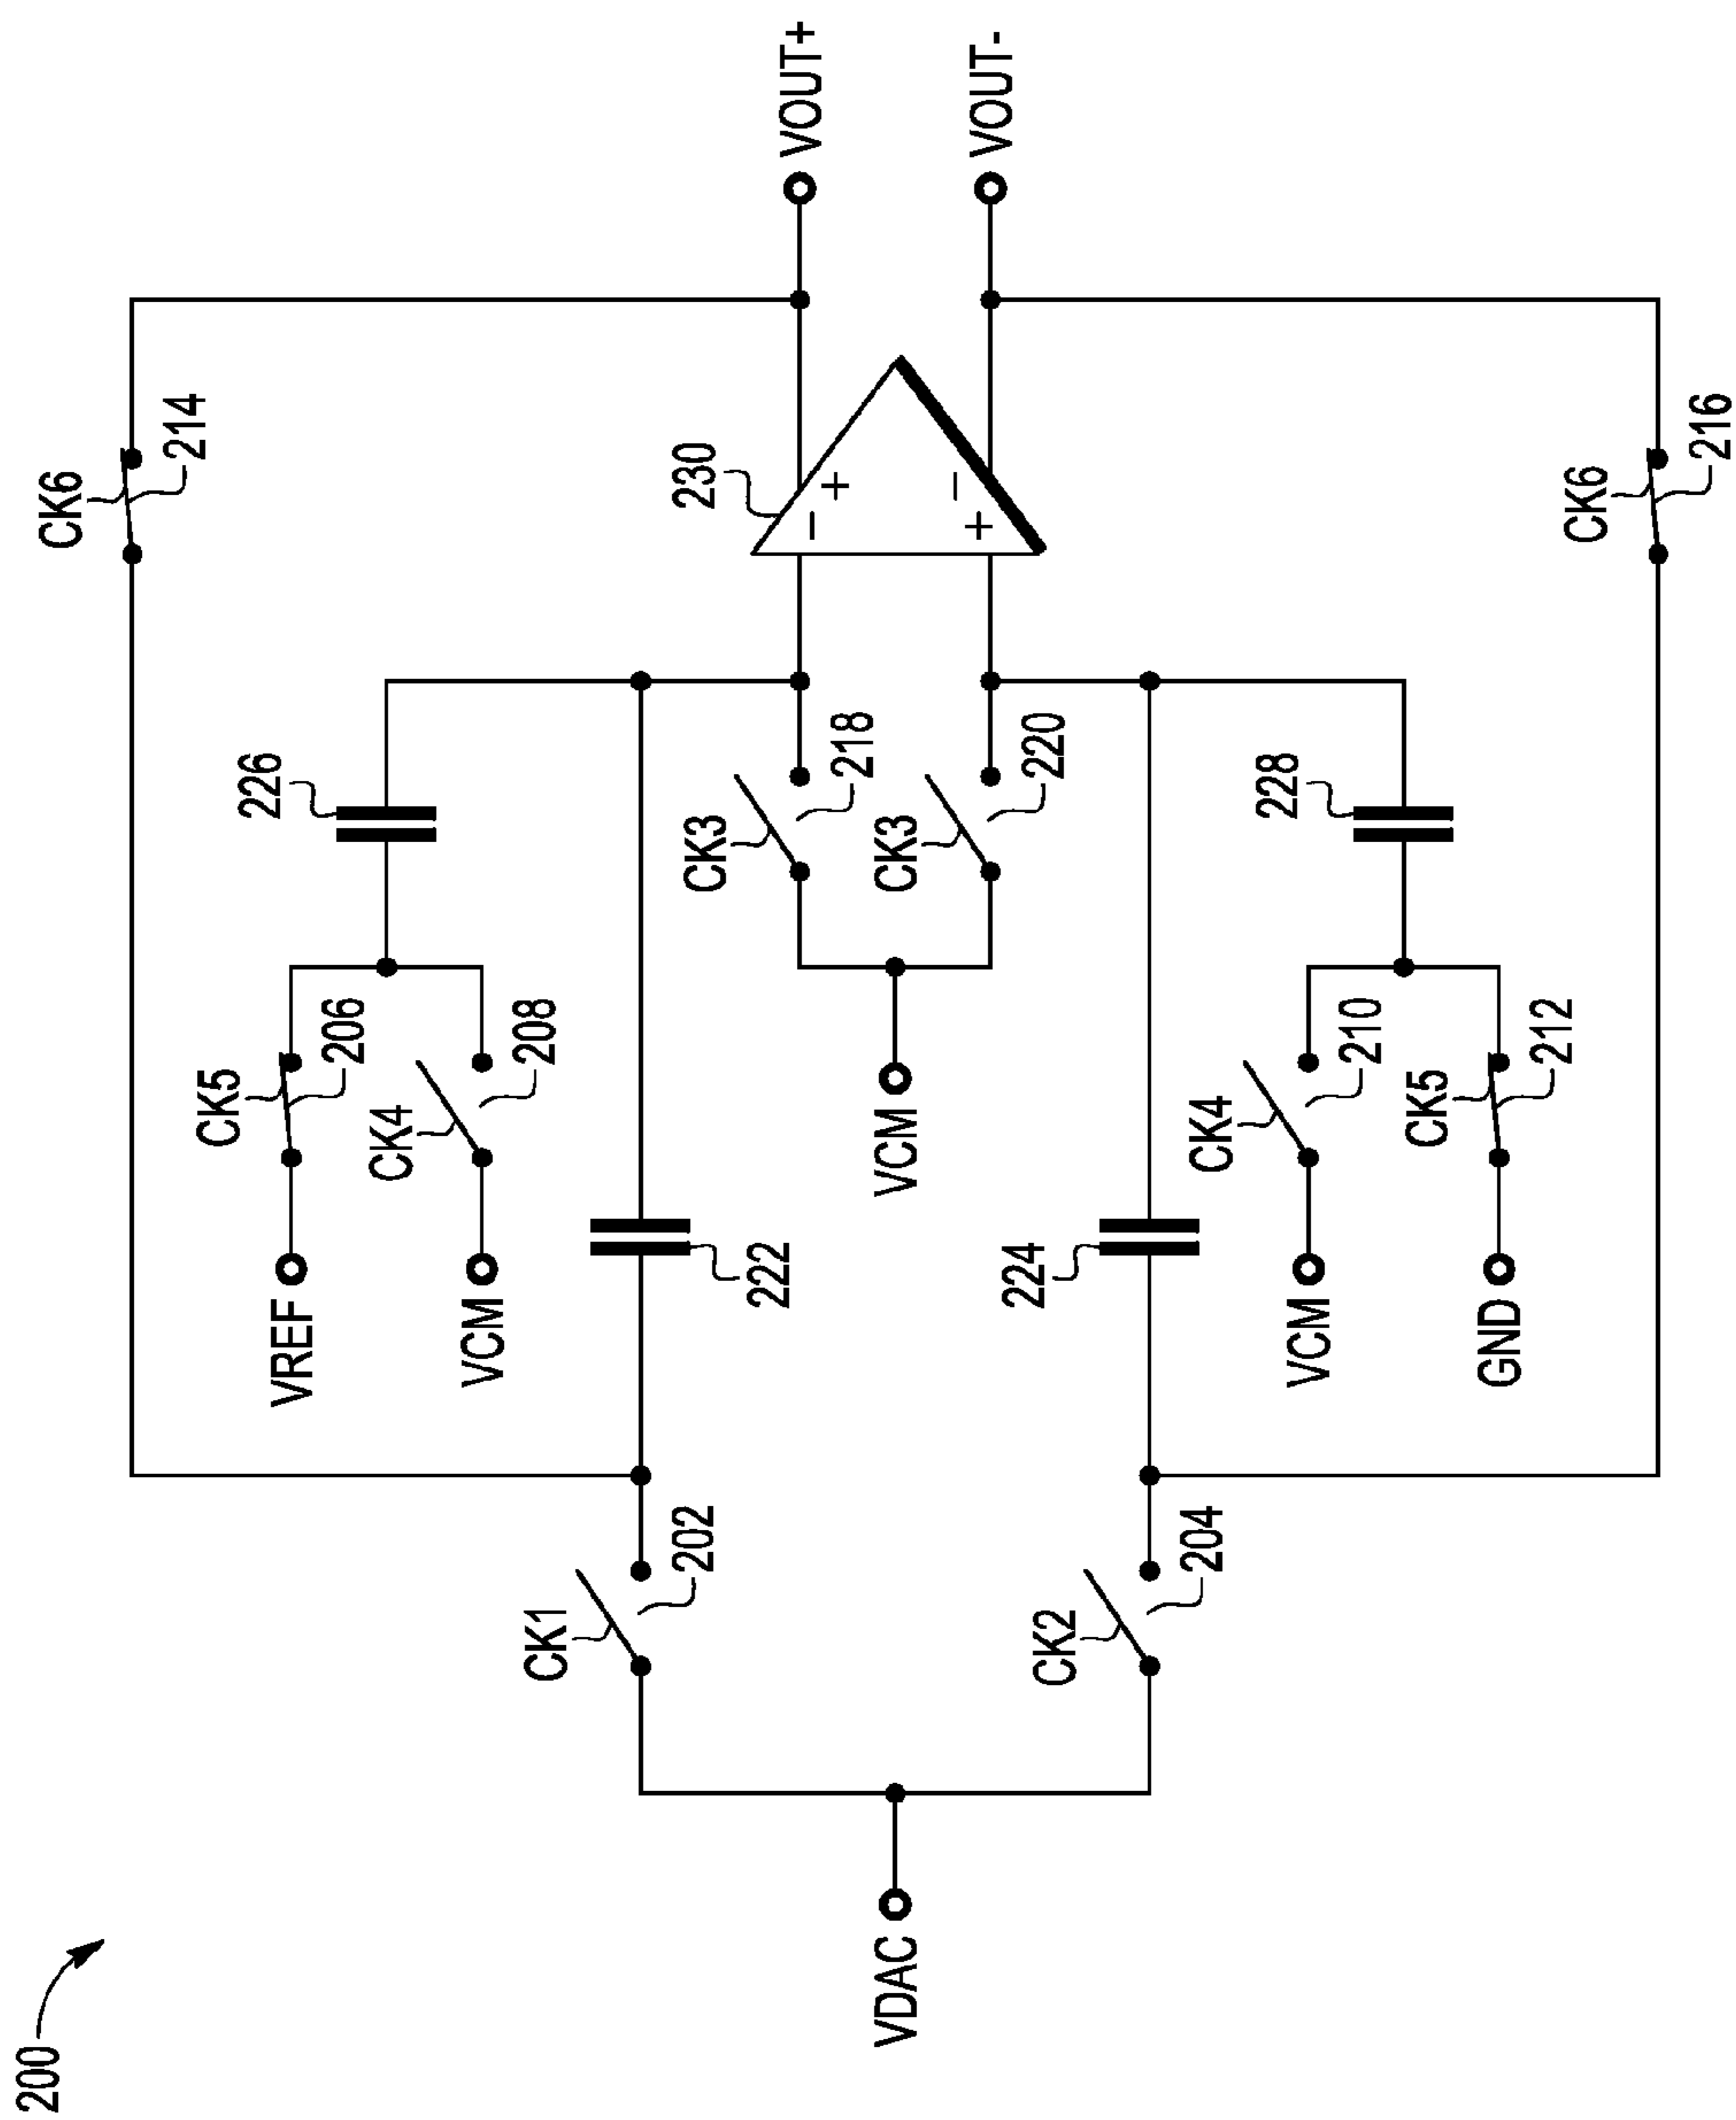 200
CK6
214
VOUT+
VOUT-
230
- +
+ -
226
CK5
206
VREF
CK4
208
VCM
222
CK3
218
CK3
220
VCM
224
228
CK4
210
VCM
CK5
212
GND
CK1
202
CK2
204
VDAC
CK6
216